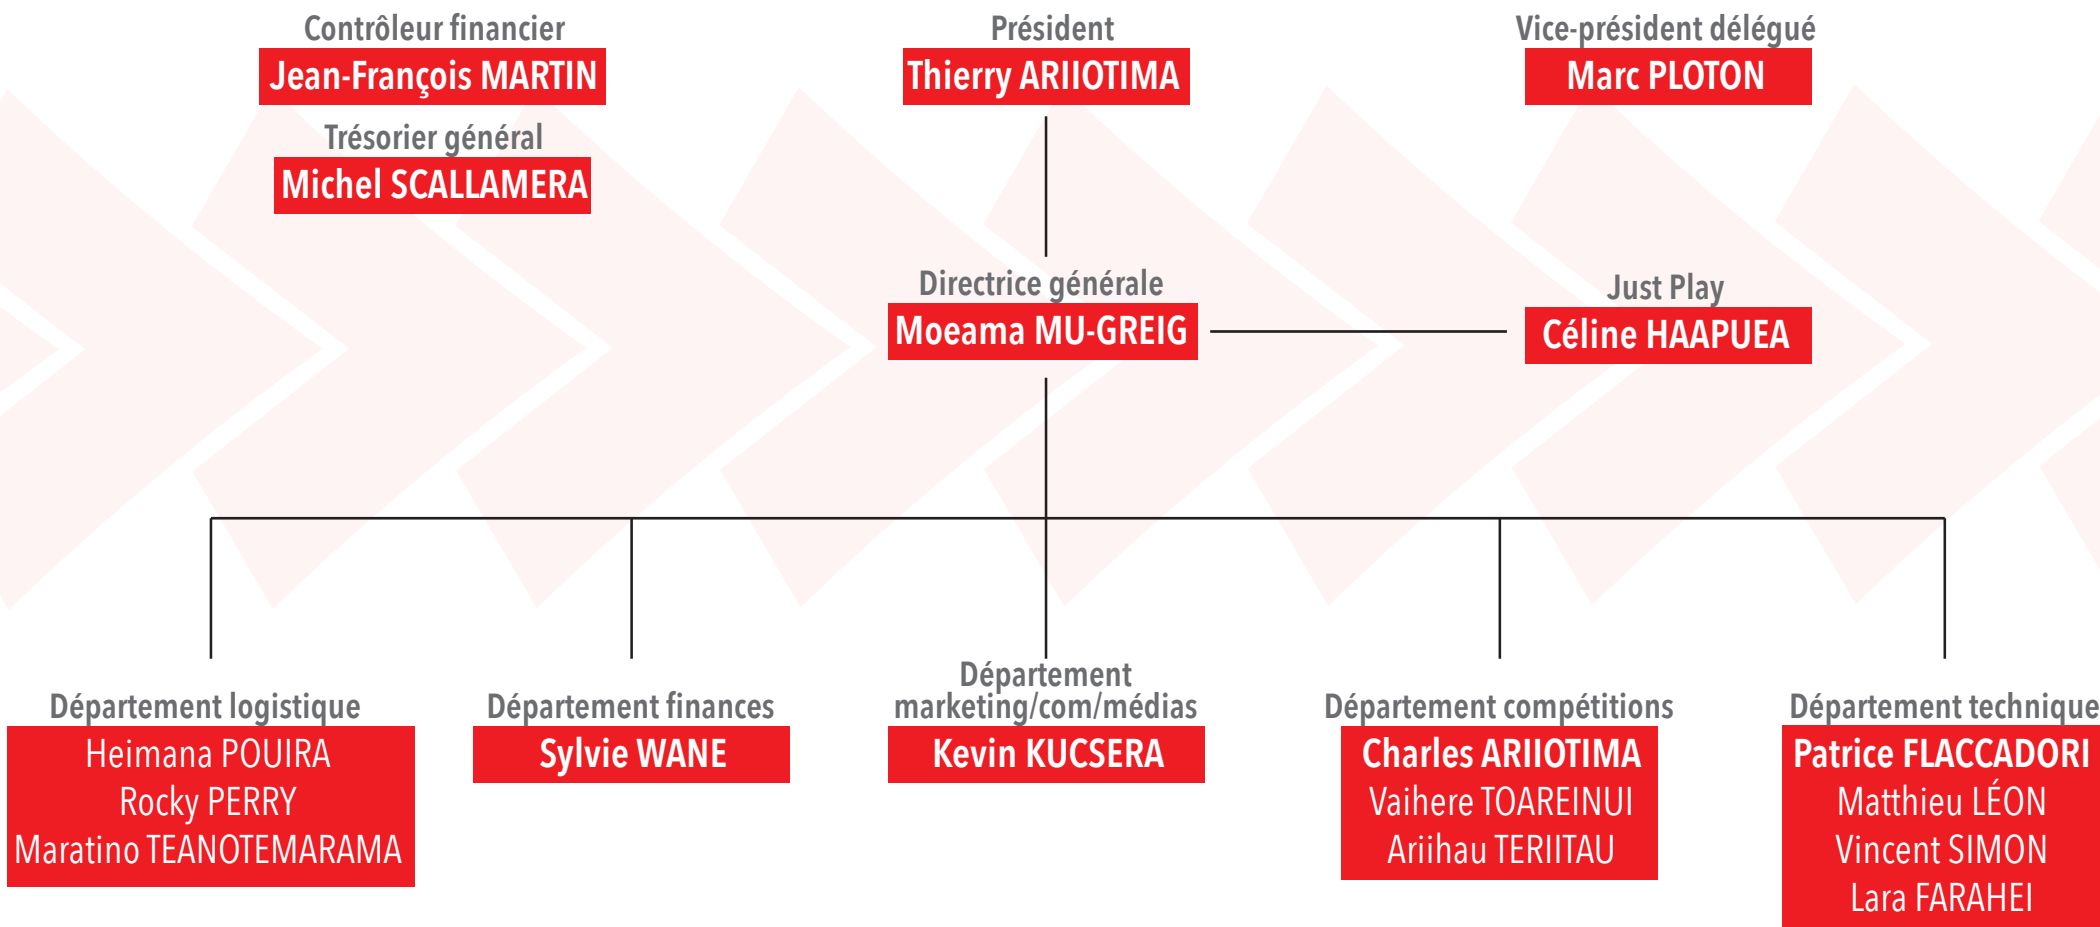 Contrôleur financier
Jean-François MARTIN
Trésorier général
Michel SCALLAMERA
Président
Thierry ARIIOTIMA
Vice-président délégué
Marc PLOTON
Directrice générale
Moeama MU-GREIG
Just Play
Céline HAAPUEA
Département logistique
Heimana POUIRA
Rocky PERRY
Maratino TEANOTEMARAMA
Département finances
Sylvie WANE
Département
marketing/com/médias
Kevin KUCSERA
Département compétitions
Charles ARIIOTIMA
Vaihere TOAREINUI
Ariihau TERIITAU
Département technique
Patrice FLACCADORI
Matthieu LÉON
Vincent SIMON
Lara FARAHEI